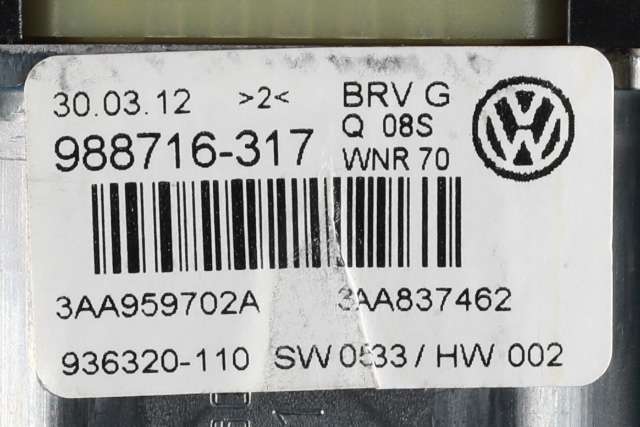 30.03.12 >2< BRV G
Q 08S
988716-317 WNR 70
3AA959702A 3AA837462
936320-110 SW 0533 / HW 002